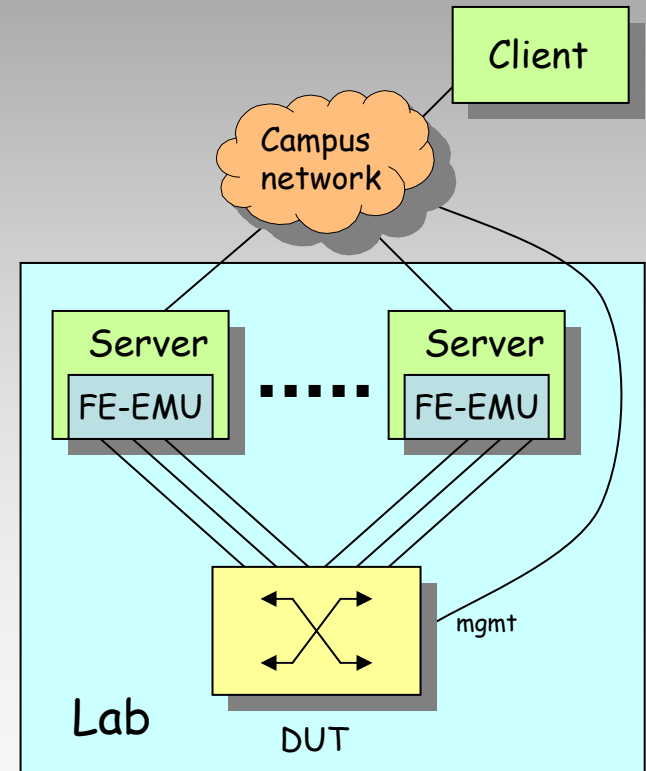 Client
Campus
network
Server
Server
FE-EMU
FE-EMU
mgmt
Lab
DUT